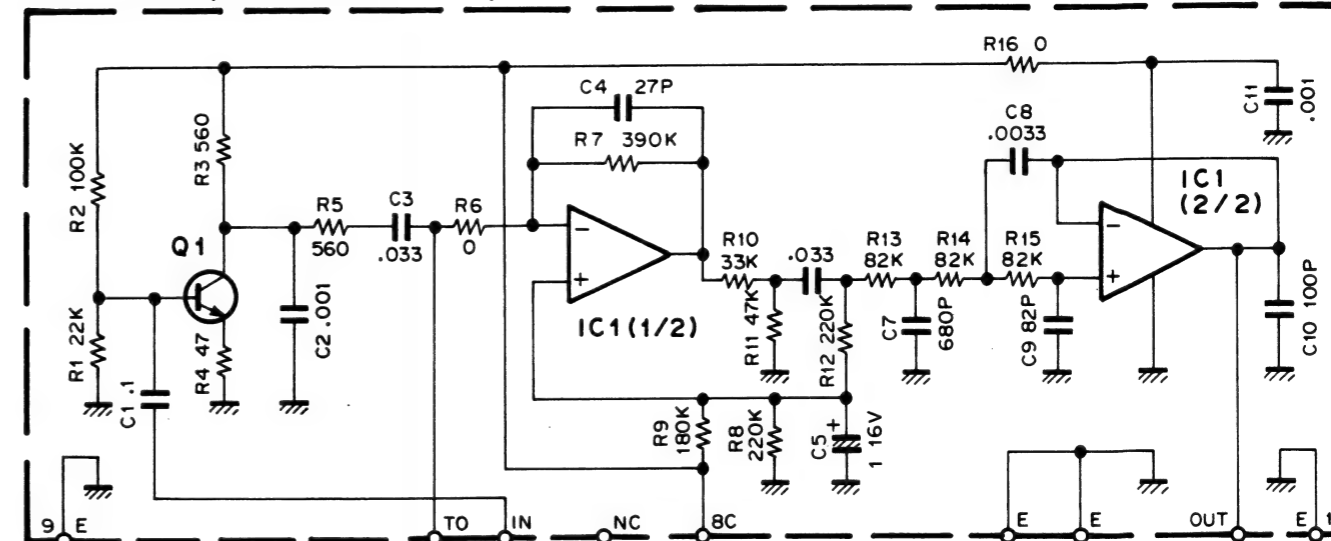 R16 0
C4 27P
R7 390K
C8
.0033
C11
.001
R2 100K
R3 560
Q1
R5
560
C3
.033
R6
0
−
+
IC1(1/2)
R10
33K
.033
R13
82K
R14
82K
R15
82K
IC1
(2/2)
−
+
R1 22K
C1 .1
R4 47
C2 .001
R11 47K
R12 220K
C7
680P
C9 82P
C10 100P
R9
180K
R8
220K
C5
+
1 16V
9 E
TO
IN
NC
8C
E
E
OUT
E 1